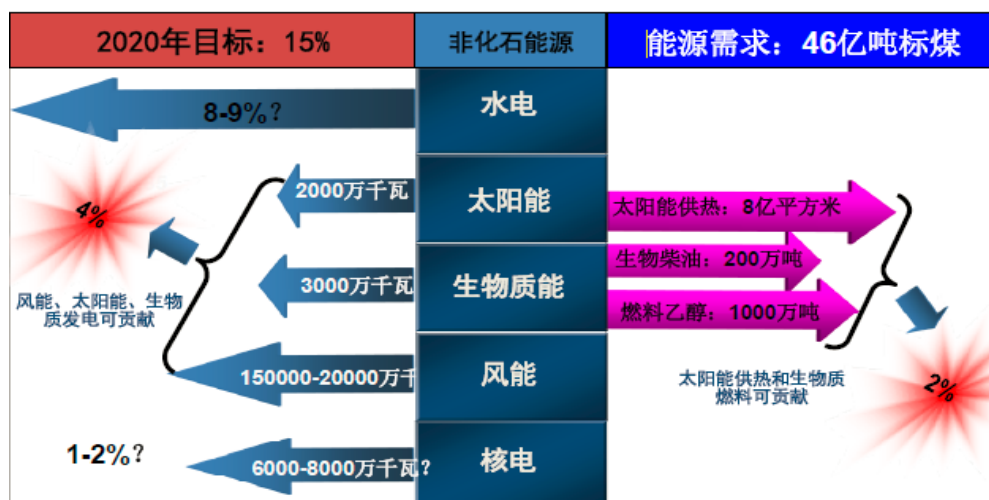 2020年目标：15%
非化石能源
能源需求：46亿吨标煤
8-9%？
水电
2000万千瓦
太阳能
太阳能供热：8亿平方米
4%
生物柴油：200万吨
3000万千瓦
生物质能
燃料乙醇：1000万吨
风能、太阳能、生物
质发电可贡献
150000-20000万千
风能
太阳能供热和生物质
燃料可贡献
2%
1-2%？
6000-8000万千瓦？
核电